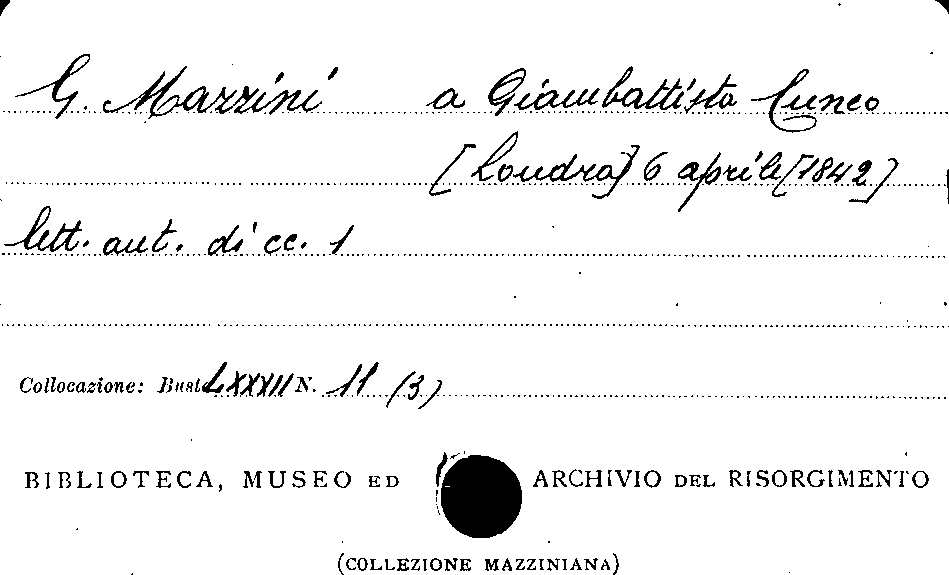 G. Mazzini a Giambattista Cuneo
[Londra] 6 aprile [1842]
lett. aut. di cc. 1
Collocazione: Busta LXXXII N. 11 (3)
BIBLIOTECA, MUSEO ED ARCHIVIO DEL RISORGIMENTO
(COLLEZIONE MAZZINIANA)